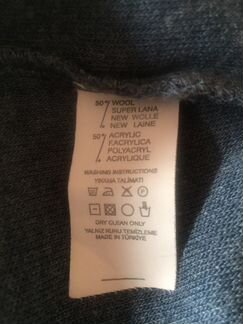 50% WOOL
SUPER LANA
NEW WOLLE
NEW LAINE
50% ACRYLIC
F.ACRILICA
POLYACRYL
ACRYLIQUE
WASHING INSTRUCTIONS
YIKAMA TALİMATI
DRY CLEAN ONLY
YALNIZ KURU TEMİZLEME
MADE IN TÜRKİYE